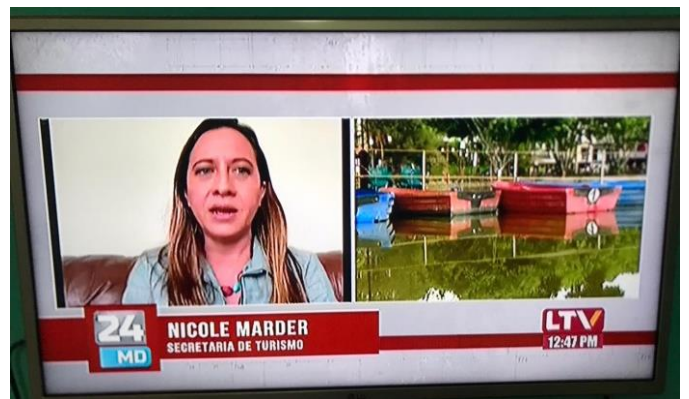 24
MD
NICOLE MARDER
SECRETARIA DE TURISMO
LTV
12:47 PM